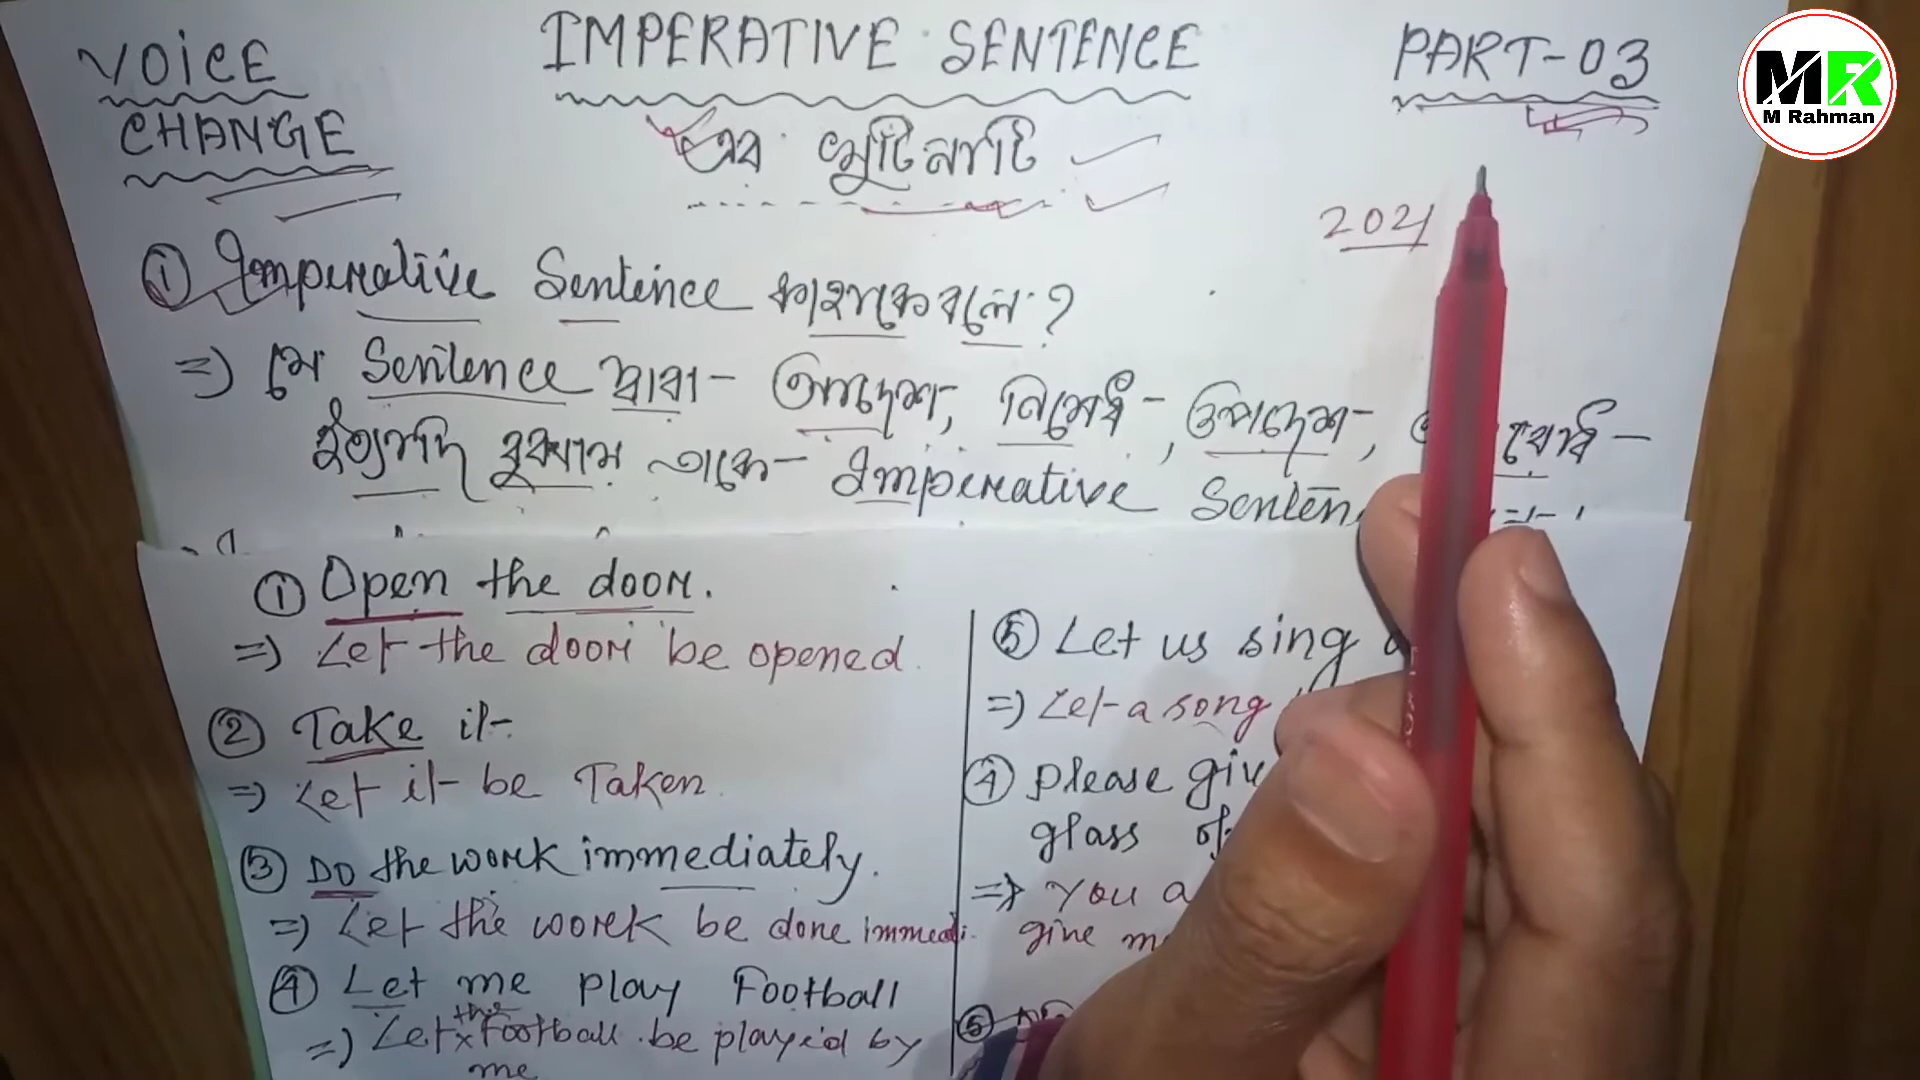 VOICE
CHANGE
IMPERATIVE SENTENCE
এর খুটিনাটি
PART-03
MR
M Rahman
2021
① Imperative Sentence কাহাকে বলে ?
=> যে Sentence দ্বারা - আদেশ, নিষেধ, উপদেশ,
ইত্যাদি বুঝায় তাকে - Imperative
① Open the door.
=> Let the door be opened
② Take it.
=> Let it be Taken
③ DO the work immediately.
=> Let the work be done immedi.
④ Let me play Football
=> Let the Football be played by
me
⑤ Let us sing
=> Let a song
④ please
glass of
=> You
give
⑥